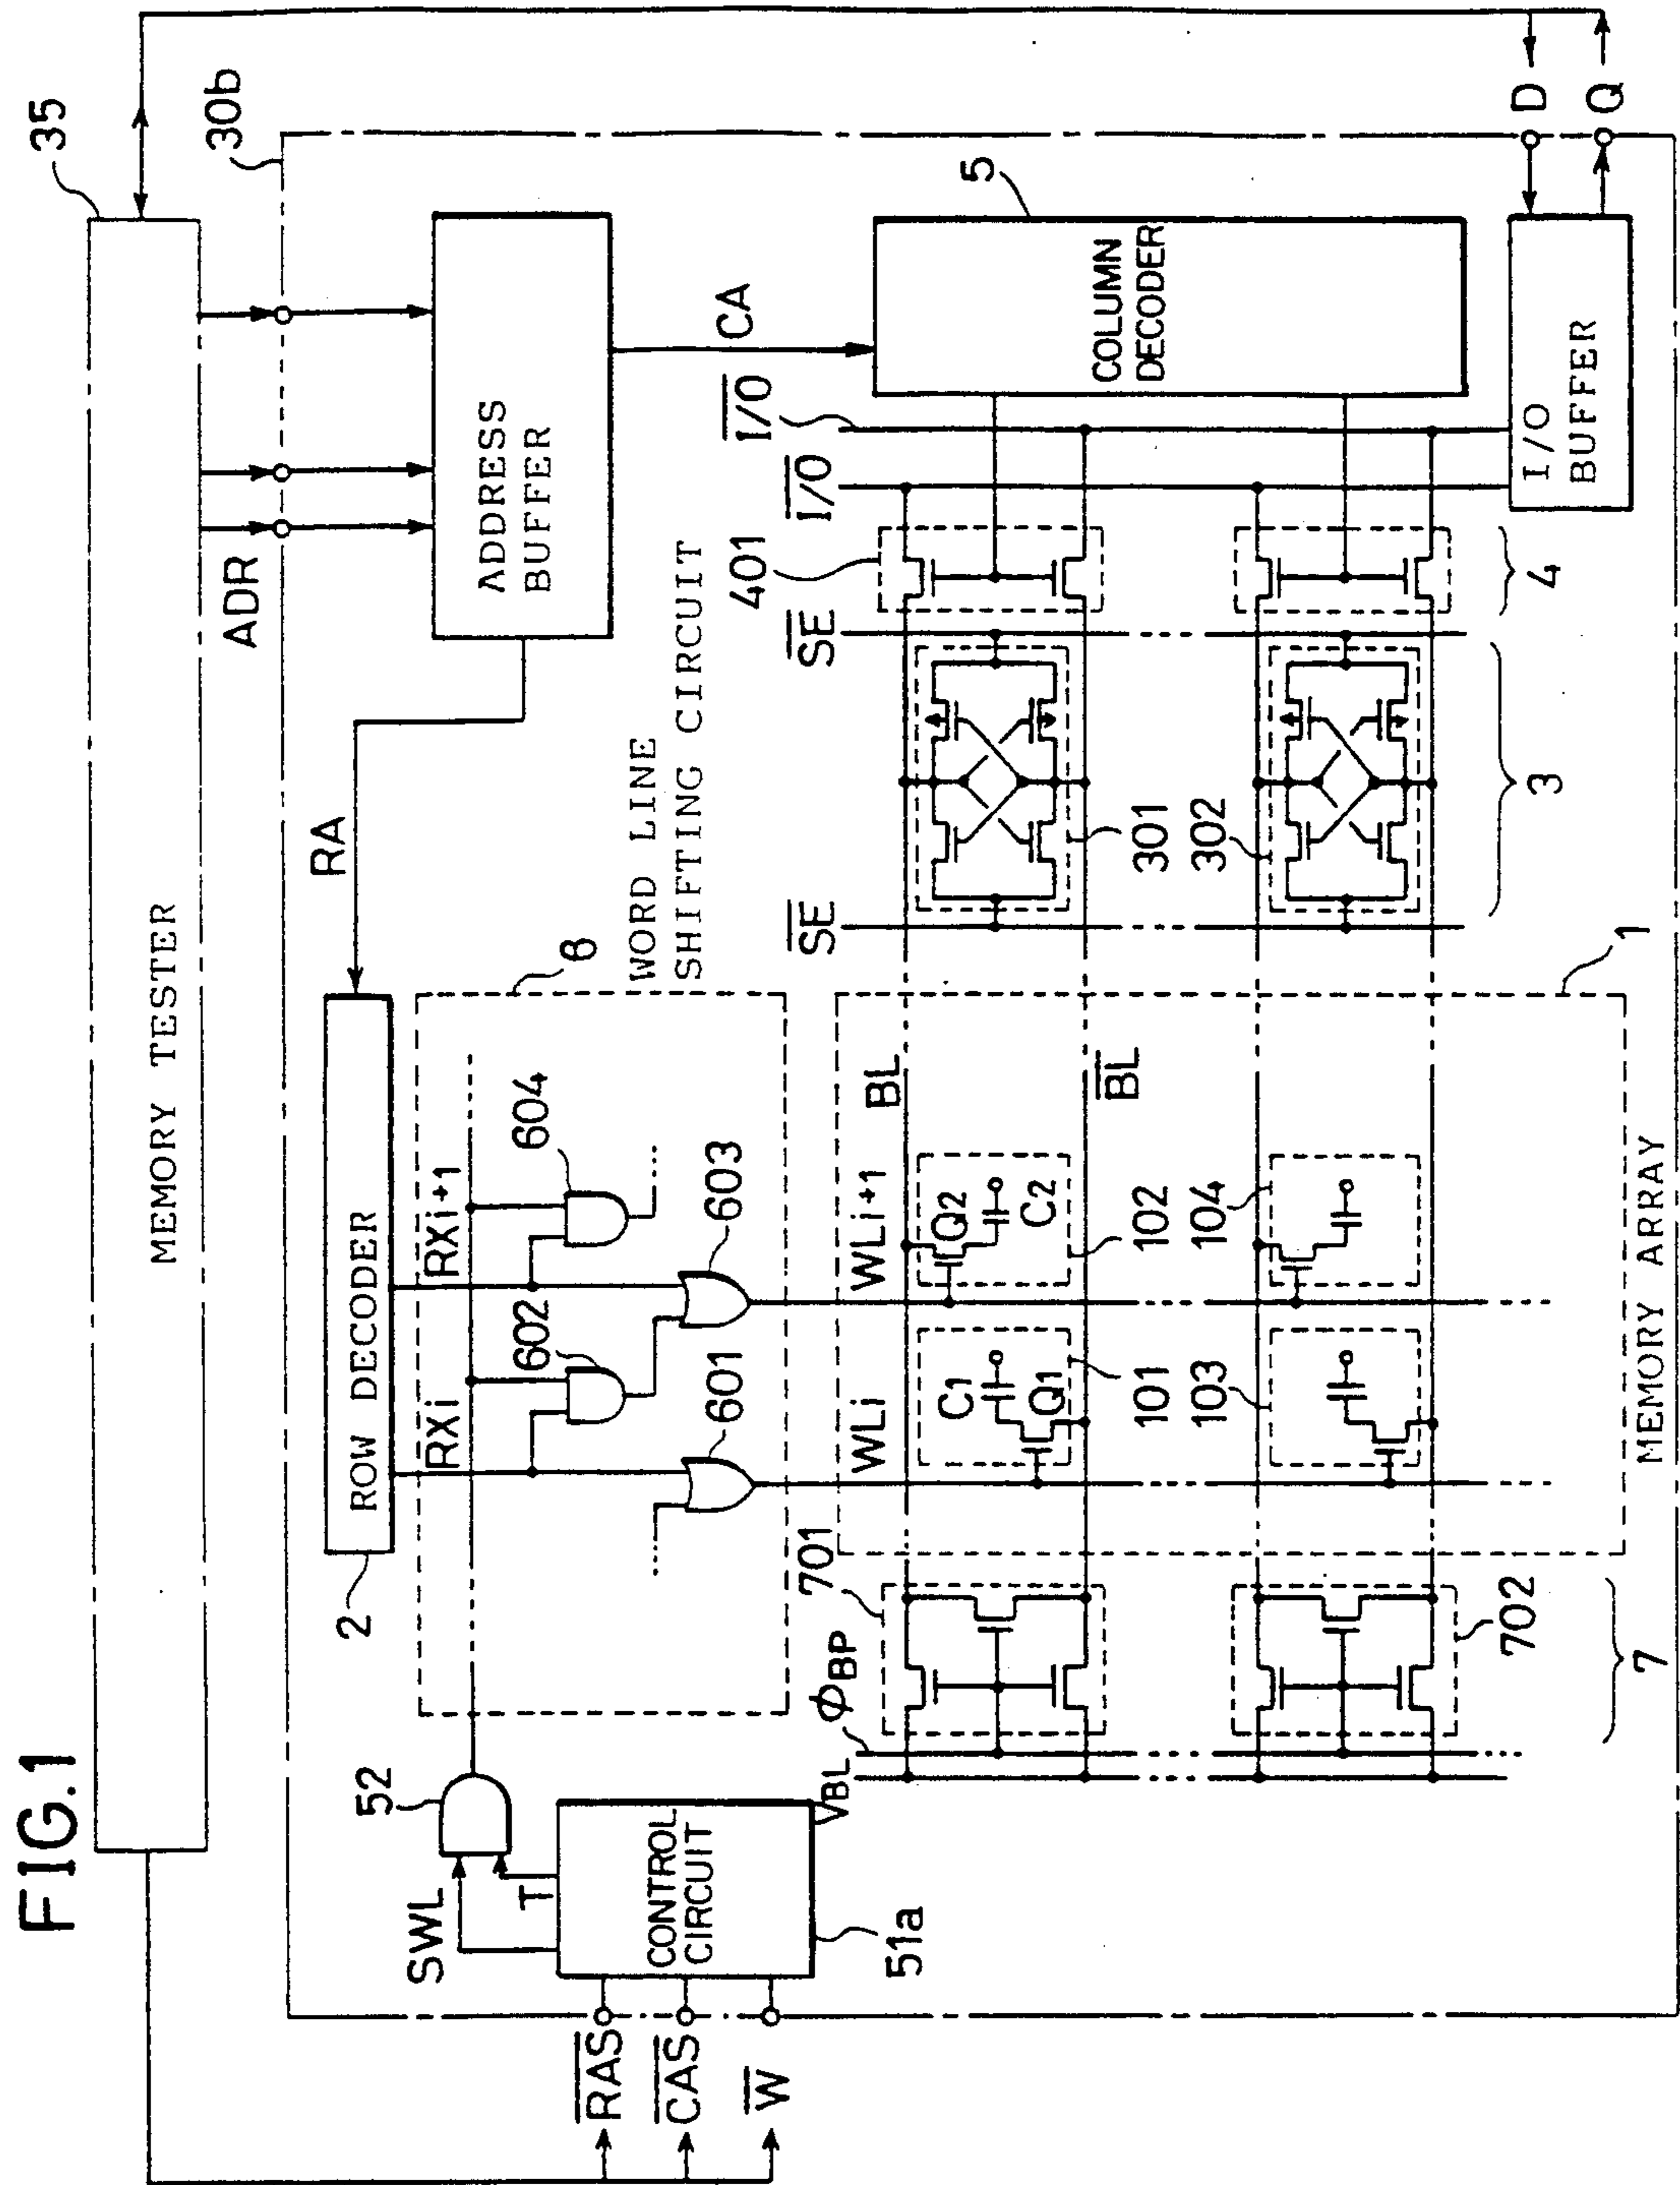 FIG.1
MEMORY TESTER
35
30b
ADR
RA
ADDRESS
BUFFER
CA
ROW DECODER
2
RXi
RXi+1
602
604
601
603
6
WORD LINE
SHIFTING CIRCUIT
52
SWL
T
CONTROL
CIRCUIT
51a
RAS
CAS
W
VBL
ΦBP
701
702
7
WLi
WLi+1
BL
BL
C1
Q1
Q2
C2
101
102
103
104
MEMORY ARRAY
1
SE
SE
301
302
3
401
4
I/O
I/O
5
COLUMN
DECODER
I/O
BUFFER
D
Q